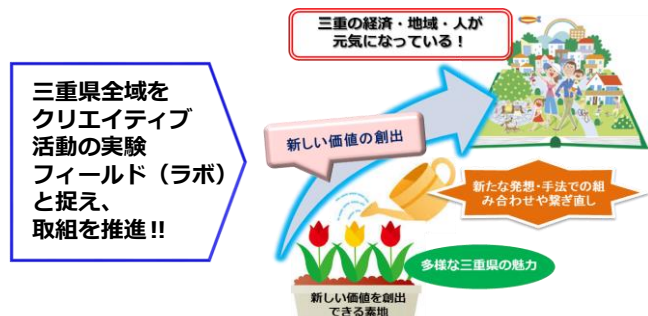 三重の経済・地域・人が
元気になっている！
三重県全域を
クリエイティブ
活動の実験
フィールド（ラボ）
と捉え、
取組を推進!!
新しい価値の創出
新たな発想・手法での組
み合わせや繋ぎ直し
多様な三重県の魅力
新しい価値を創出
できる素地